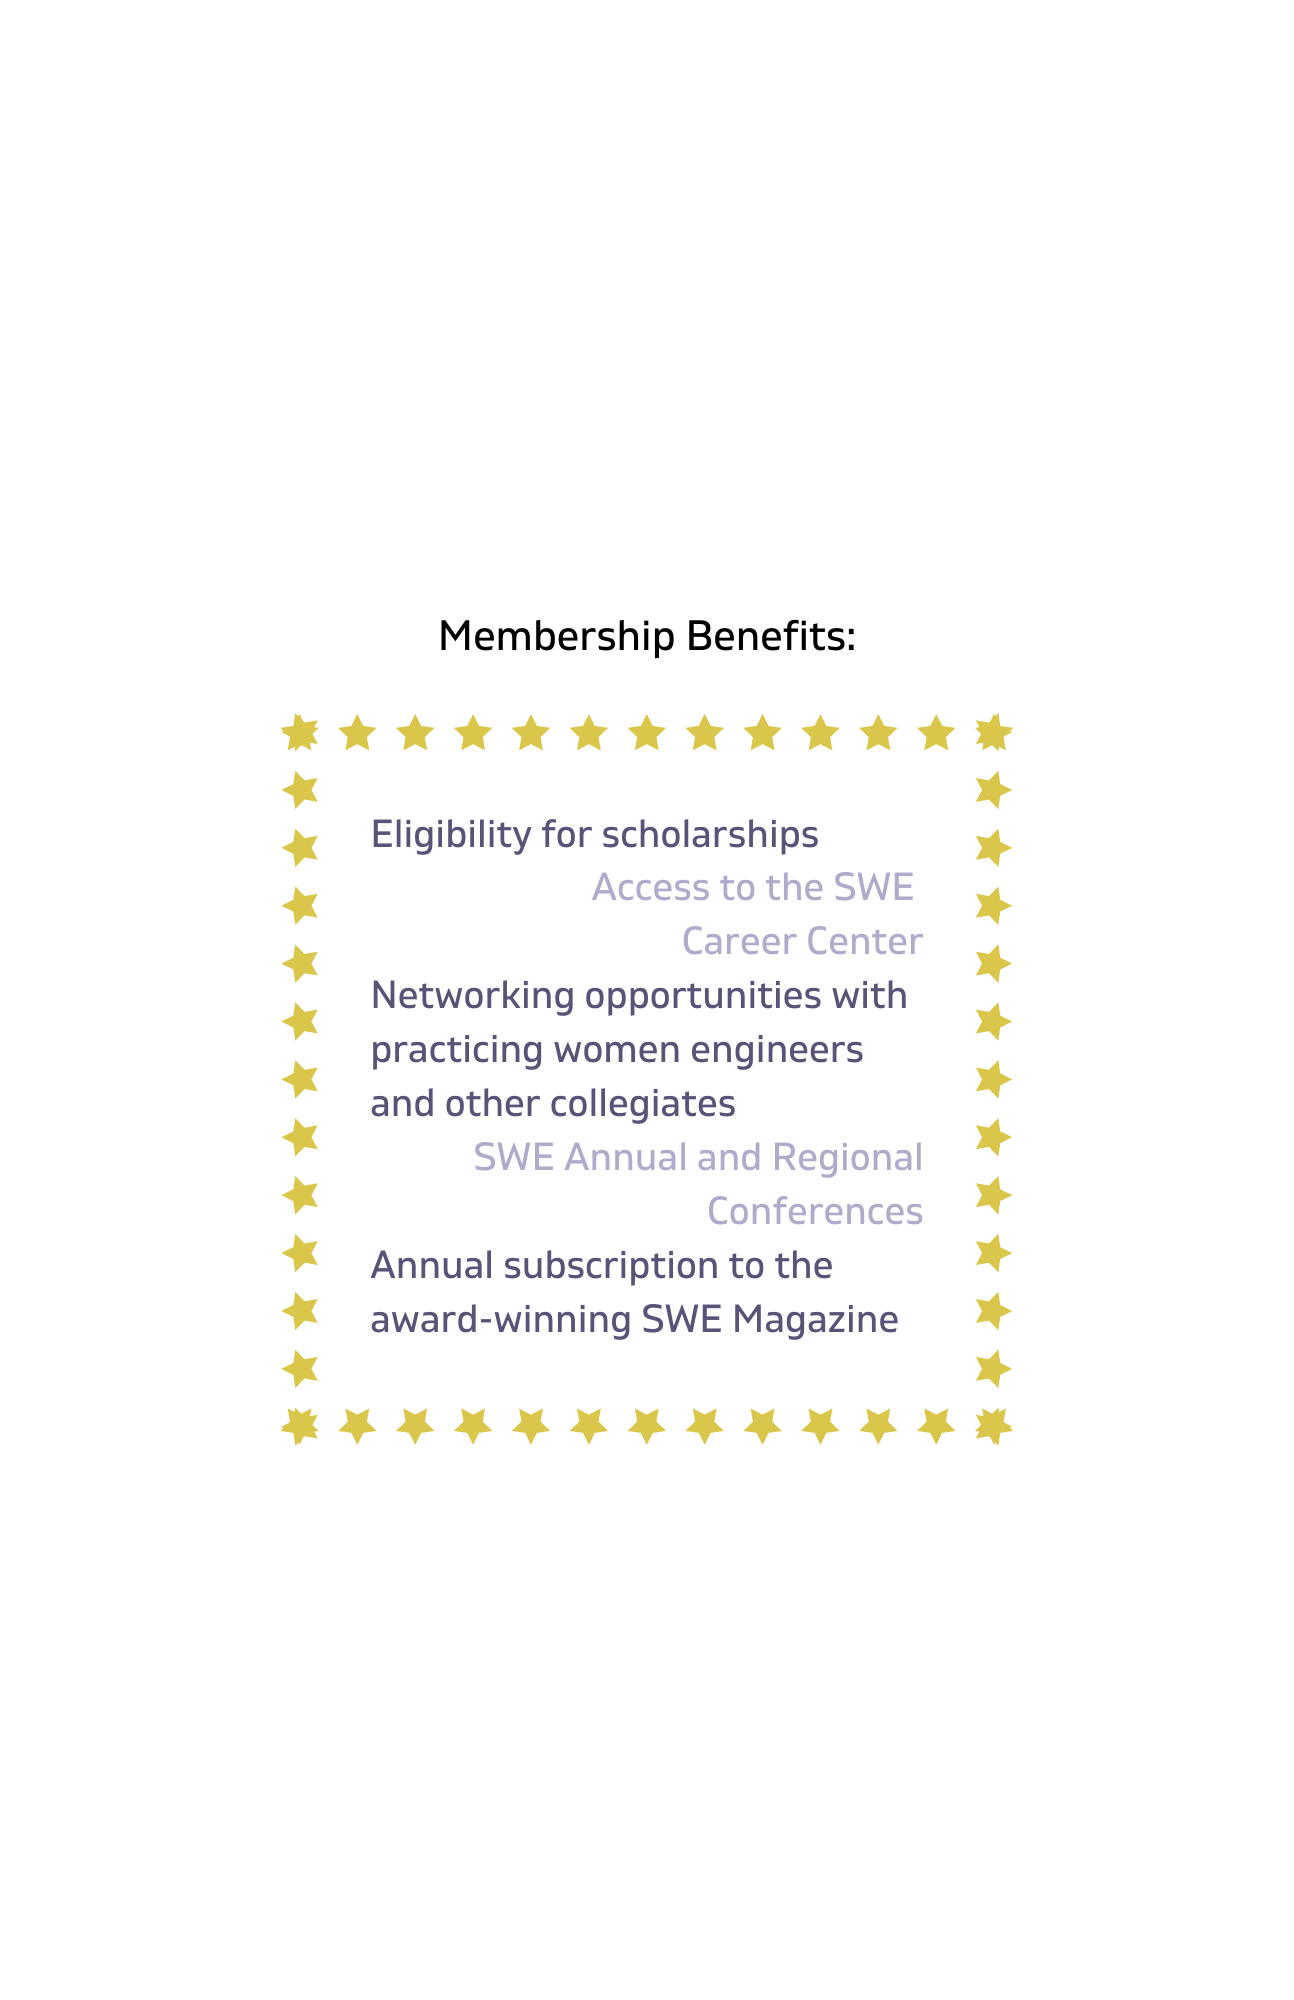 Membership Benefits:
Eligibility for scholarships
Access to the SWE
Career Center
Networking opportunities with
practicing women engineers
and other collegiates
SWE Annual and Regional
Conferences
Annual subscription to the
award-winning SWE Magazine